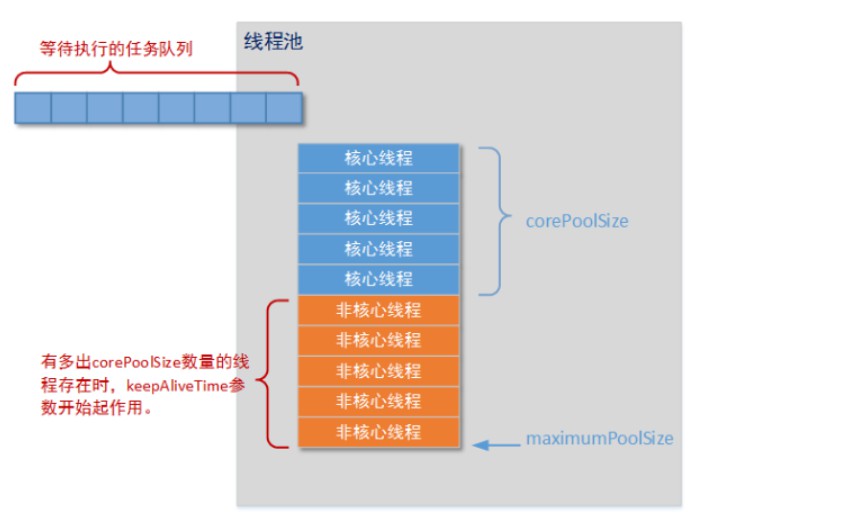 等待执行的任务队列
线程池
核心线程
核心线程
核心线程
核心线程
核心线程
corePoolSize
非核心线程
非核心线程
非核心线程
非核心线程
非核心线程
有多出corePoolSize数量的线
程存在时，keepAliveTime参
数开始起作用。
maximumPoolSize